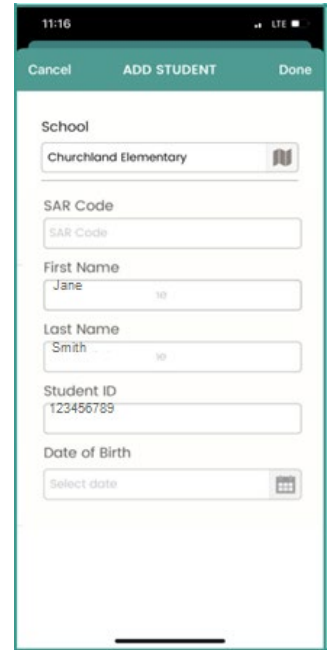 11:16 LTE
Cancel ADD STUDENT Done
School
Churchland Elementary
SAR Code
SAR Code
First Name
Jane
Last Name
Smith
Student ID
123456789
Date of Birth
Select date